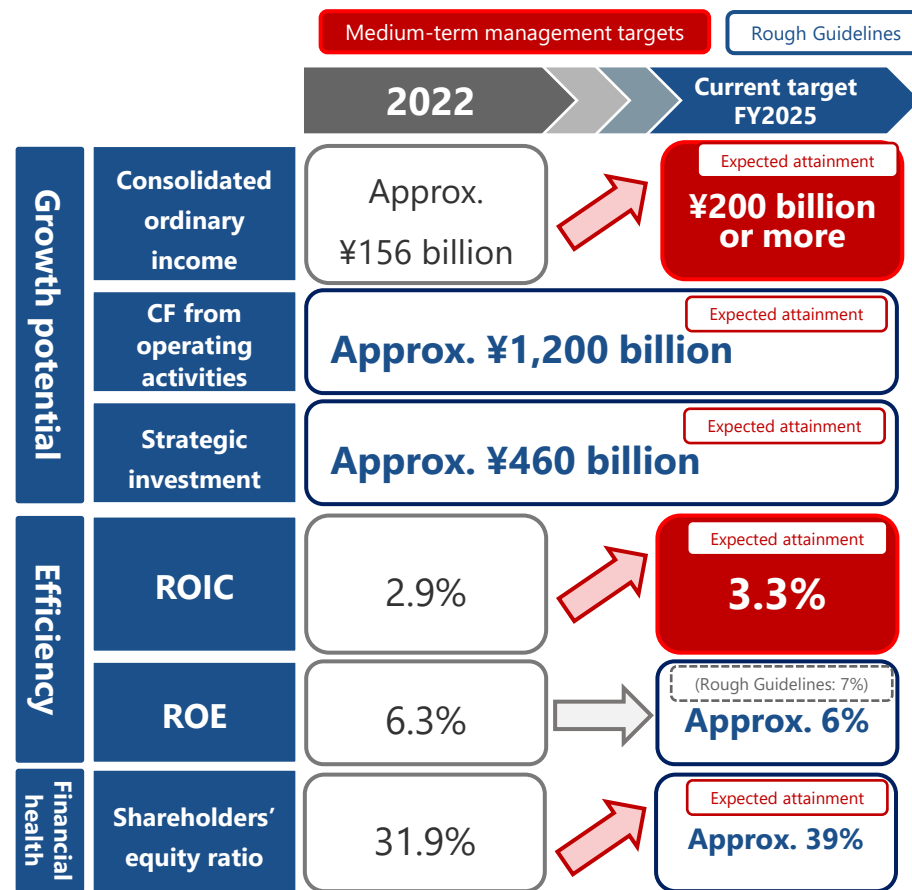 Medium-term management targets
Rough Guidelines
2022
Current target
FY2025
Growth potential
Consolidated
ordinary
income
Approx.
¥156 billion
Expected attainment
¥200 billion
or more
CF from
operating
activities
Expected attainment
Approx. ¥1,200 billion
Strategic
investment
Expected attainment
Approx. ¥460 billion
Efficiency
ROIC
2.9%
Expected attainment
3.3%
ROE
6.3%
(Rough Guidelines: 7%)
Approx. 6%
Financial
health
Shareholders’
equity ratio
31.9%
Expected attainment
Approx. 39%